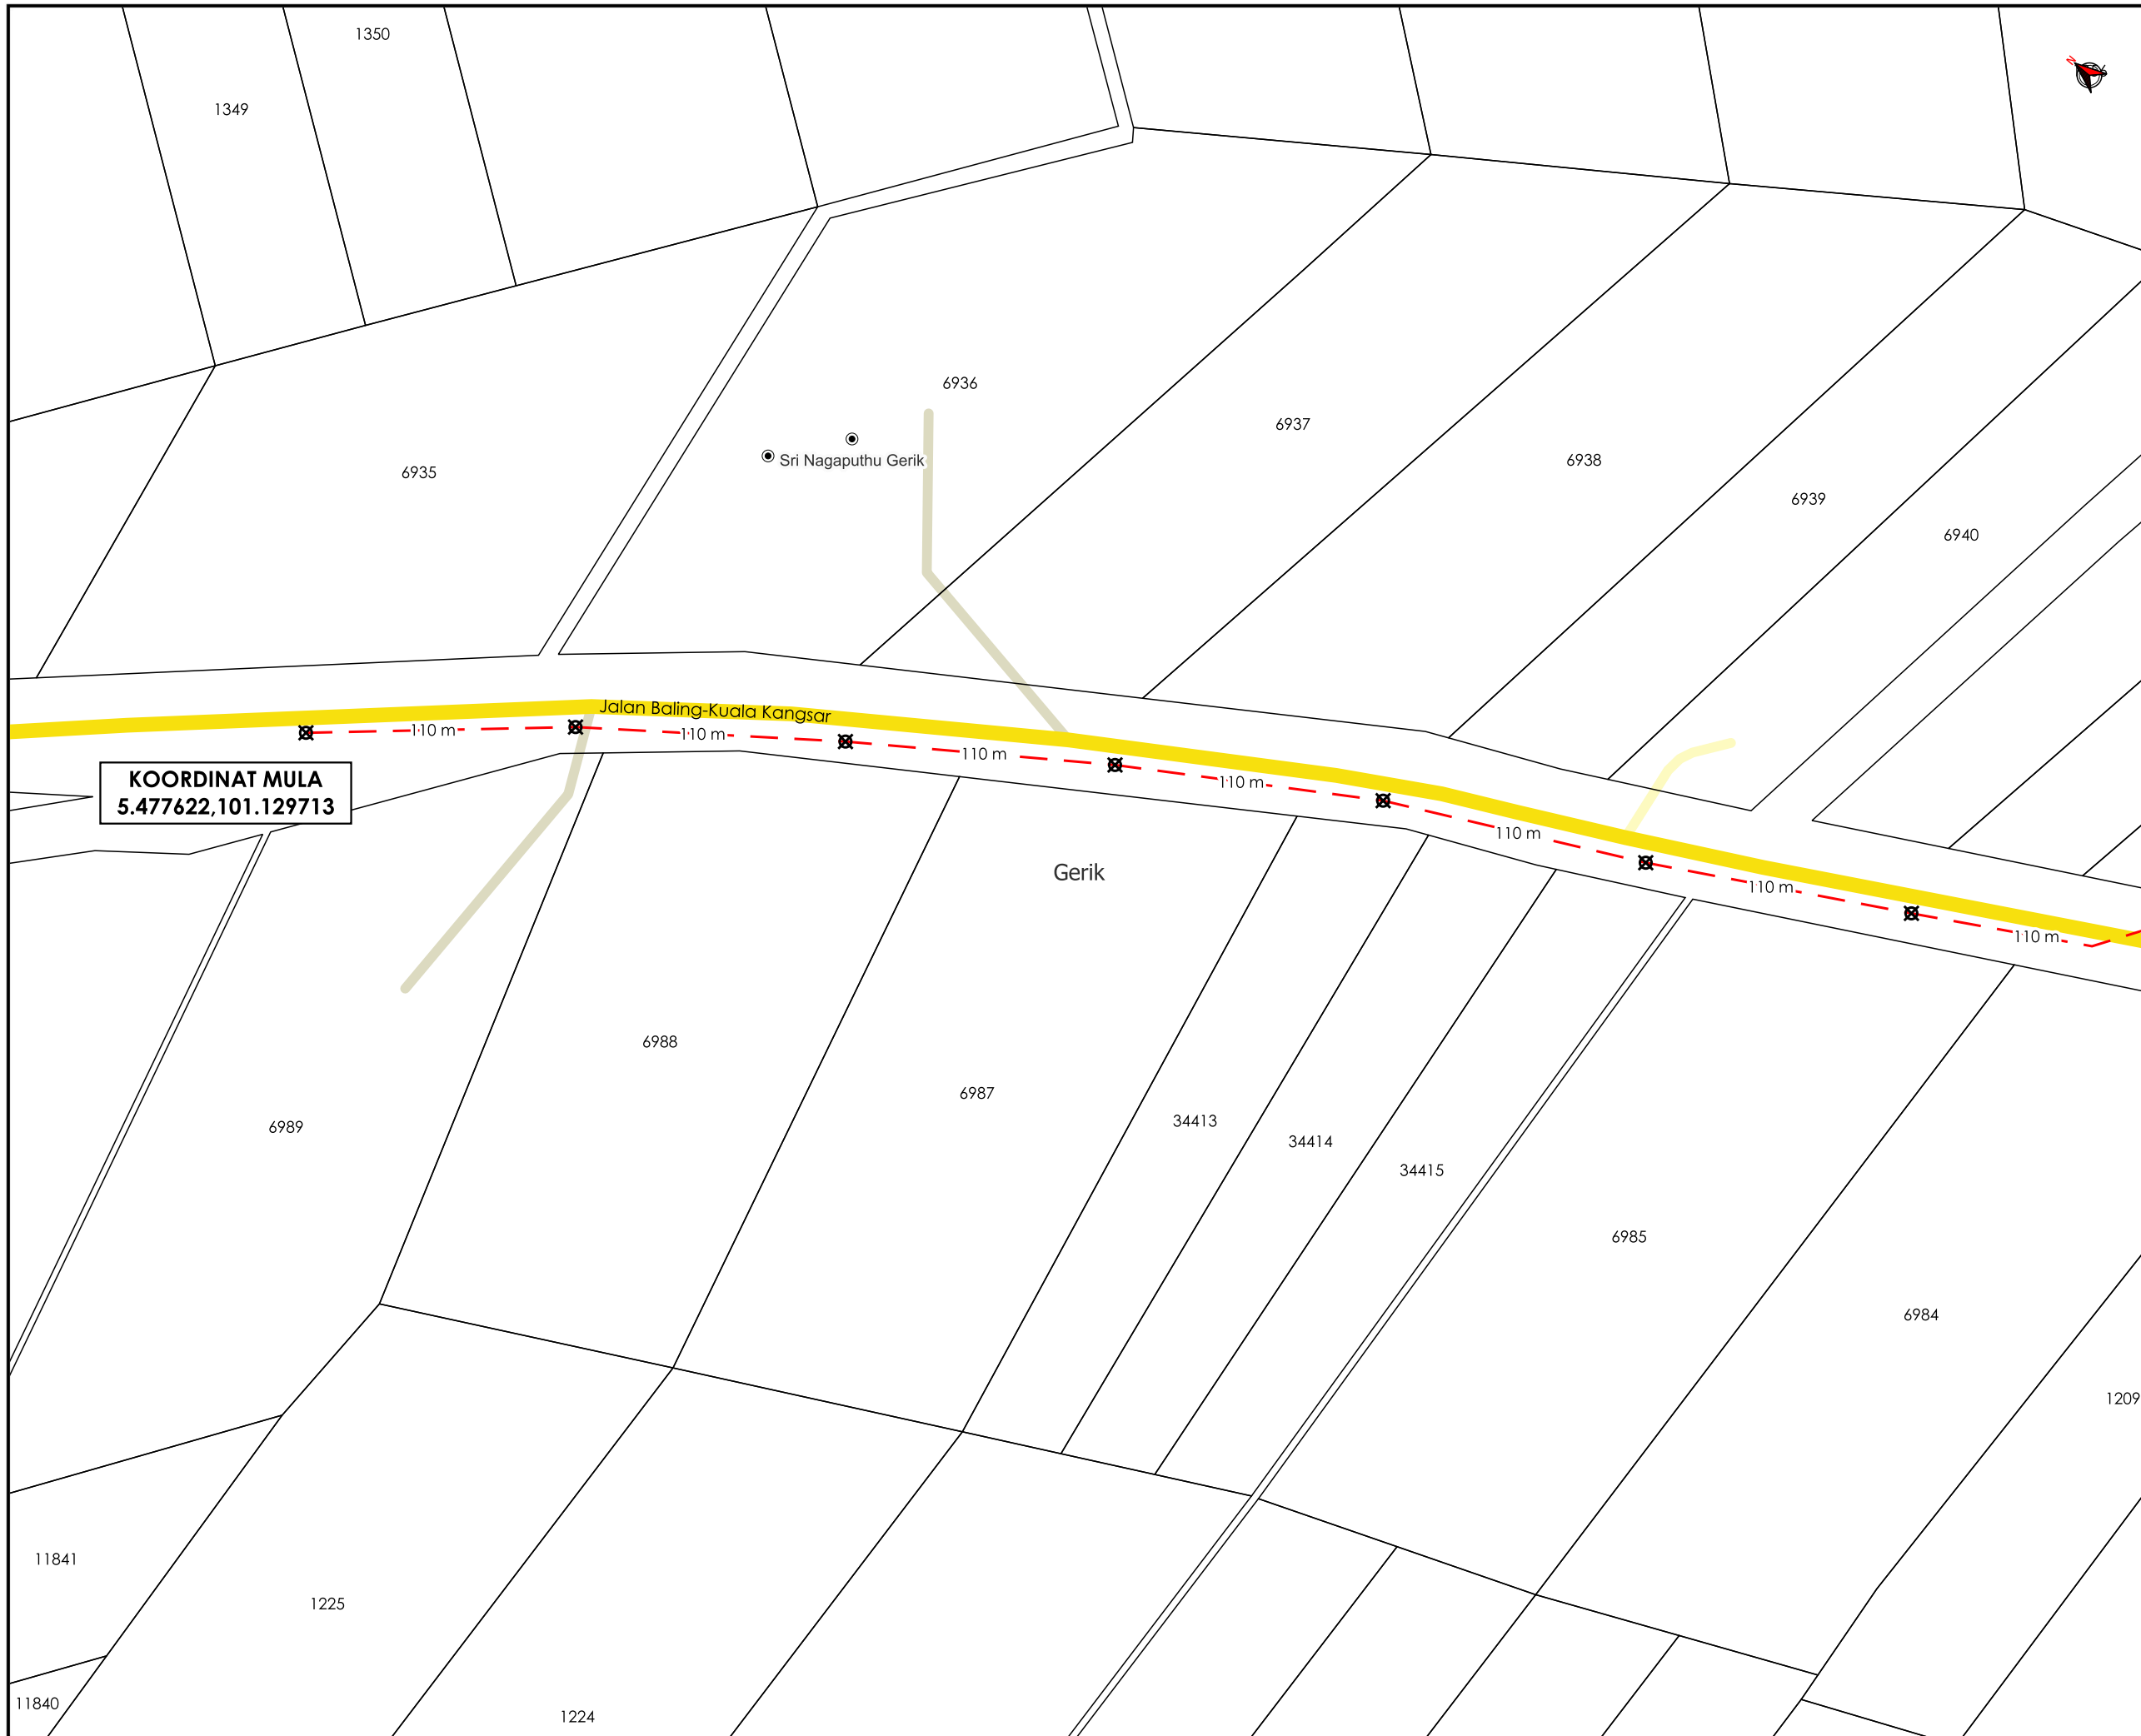 1350
1349
N
6936
6937
Sri Nagaputhu Gerik
6938
6935
6939
6940
Jalan Baling-Kuala Kangsar
110 m
110 m
110 m
KOORDINAT MULA
5.477622,101.129713
110 m
110 m
110 m
110 m
Gerik
6988
6987
34413
6989
34414
34415
6985
6984
1209
11841
1225
11840
1224